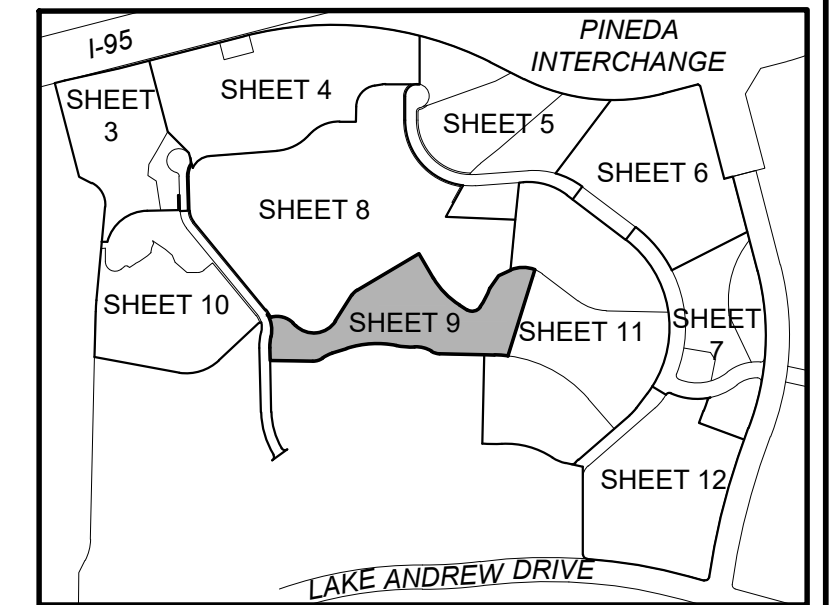 I-95
PINEDA
INTERCHANGE
SHEET
3
SHEET 4
SHEET 5
SHEET 6
SHEET 8
SHEET 10
SHEET 9
SHEET 11
SHEET
7
SHEET 12
LAKE ANDREW DRIVE